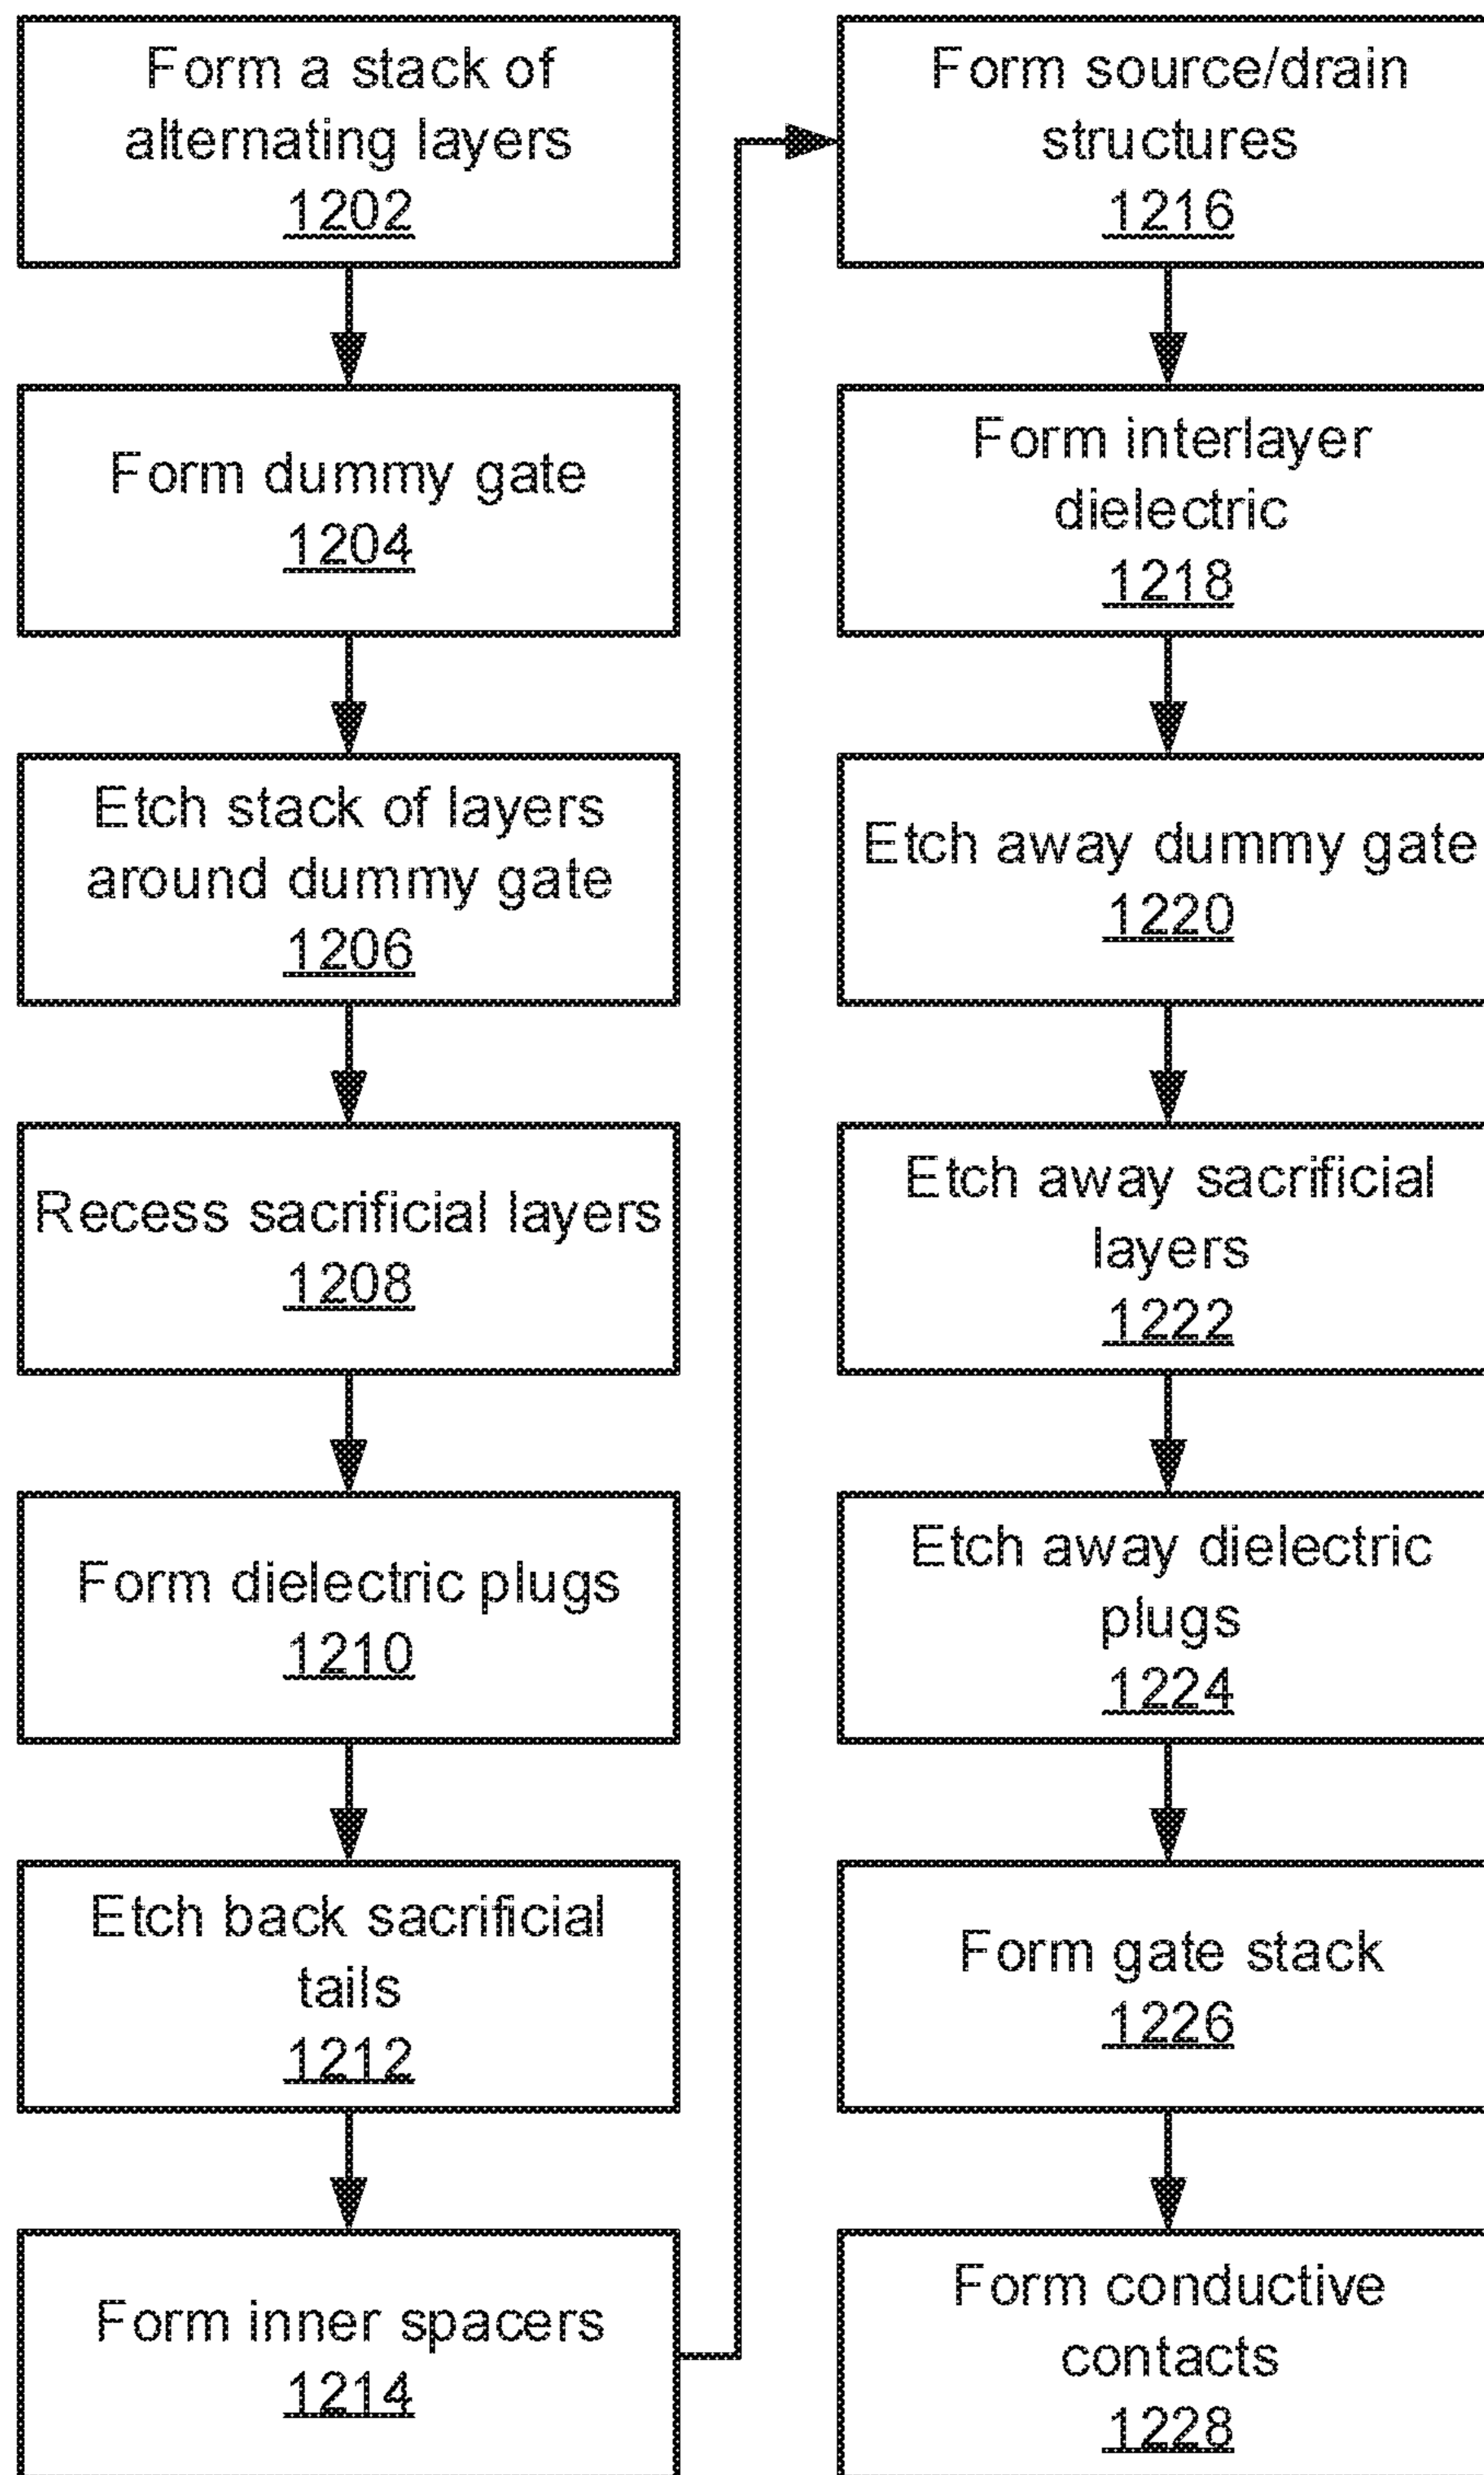 Form a stack of
alternating layers
1202
Form dummy gate
1204
Etch stack of layers
around dummy gate
1206
Recess sacrificial layers
1208
Form dielectric plugs
1210
Etch back sacrificial
tails
1212
Form inner spacers
1214
Form source/drain
structures
1216
Form interlayer
dielectric
1218
Etch away dummy gate
1220
Etch away sacrificial
layers
1222
Etch away dielectric
plugs
1224
Form gate stack
1226
Form conductive
contacts
1228